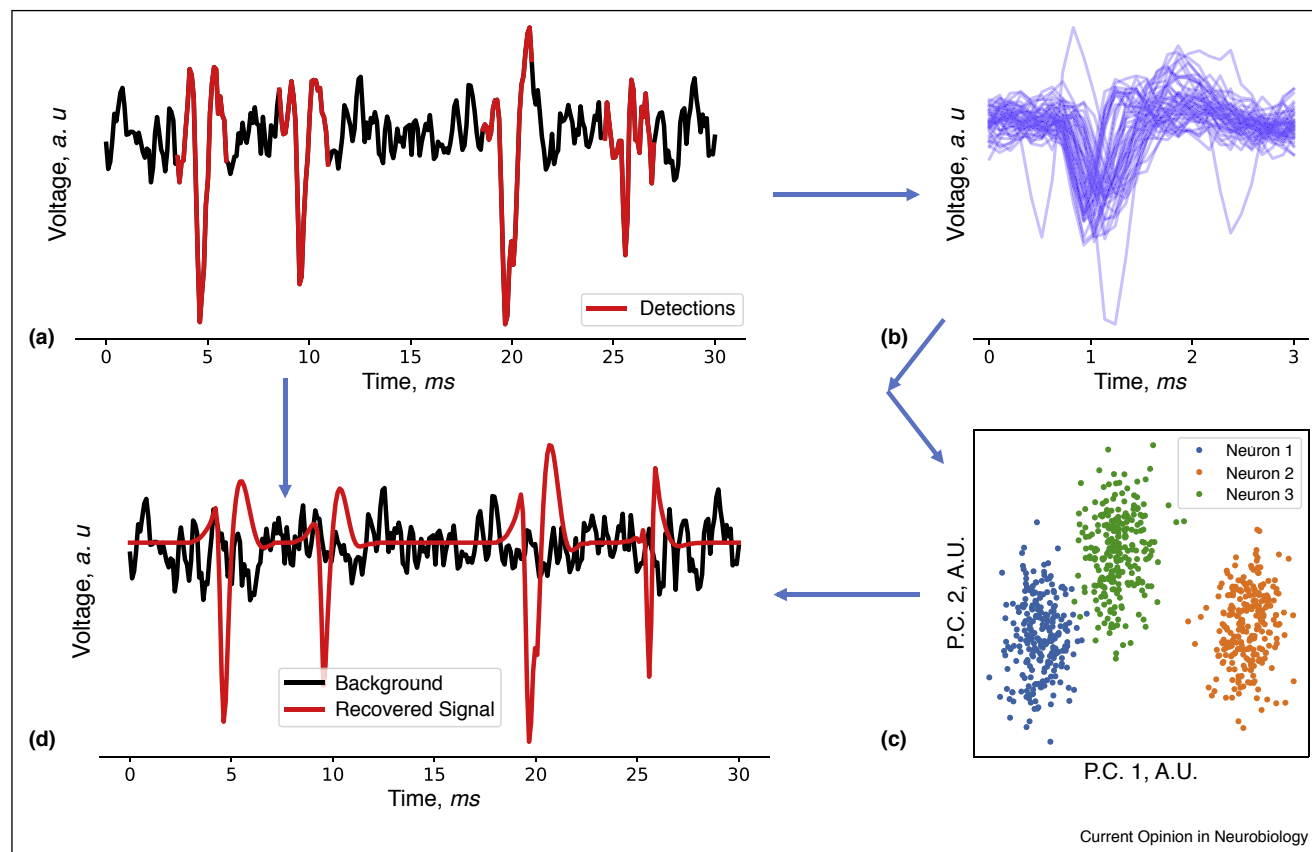 Voltage, a. u
Detections
(a)
0 5 10 15 20 25 30
Time, ms
Voltage, a. u
(b)
0 1 2 3
Time, ms
Voltage, a. u
Background
Recovered Signal
(d)
0 5 10 15 20 25 30
Time, ms
Neuron 1
Neuron 2
Neuron 3
P.C. 2, A.U.
(c)
P.C. 1, A.U.
Current Opinion in Neurobiology